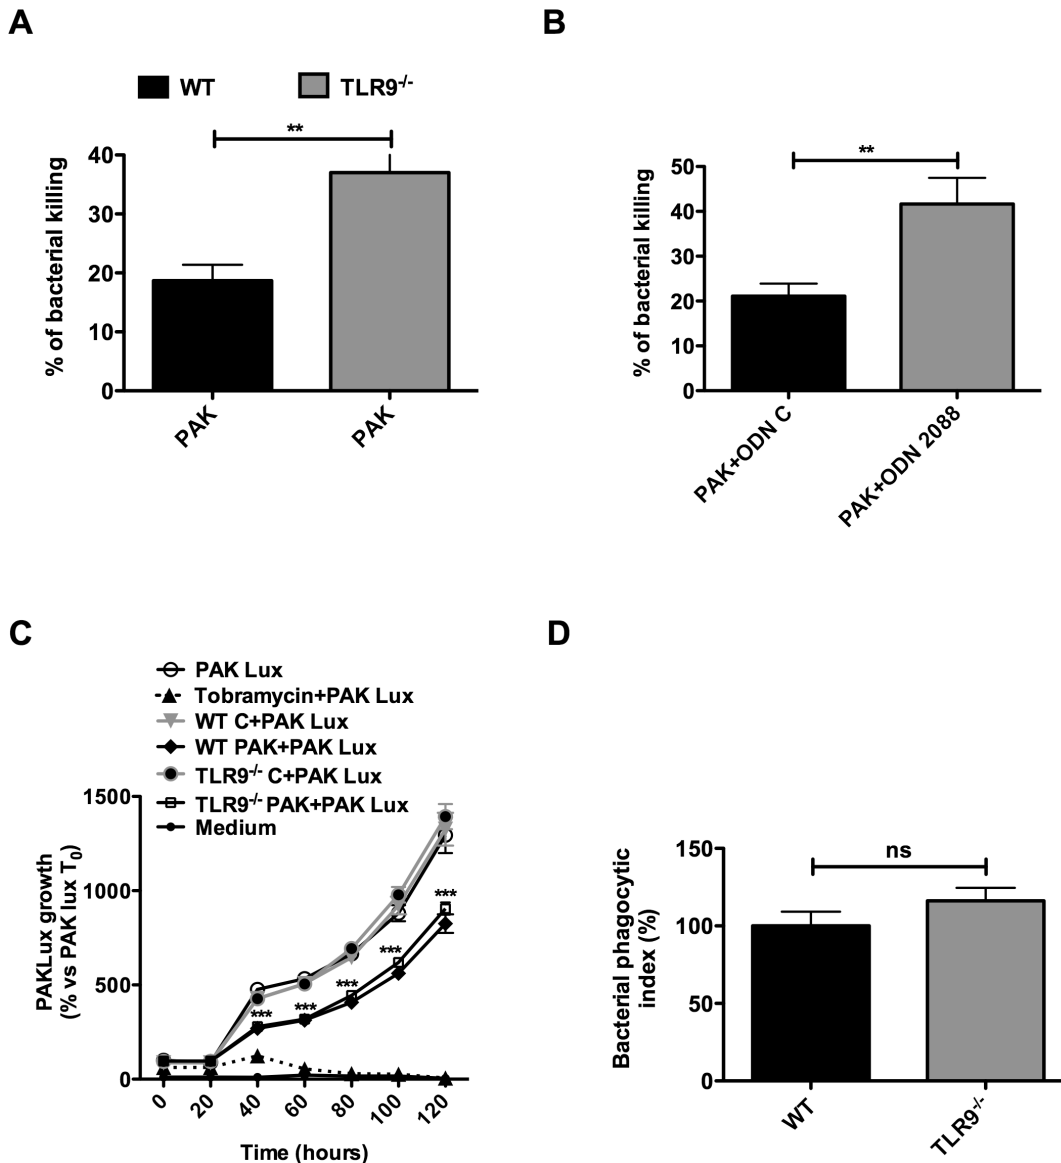 A
B
WT
TLR9-/-
**
**
% of bacterial killing
40
30
20
10
0
PAK
PAK
% of bacterial killing
50
40
30
20
10
0
PAK+ODN C
PAK+ODN 2088
C
D
PAK Lux
Tobramycin+PAK Lux
WT C+PAK Lux
WT PAK+PAK Lux
TLR9-/- C+PAK Lux
TLR9-/- PAK+PAK Lux
Medium
PAKLux growth
(% vs PAK lux T0)
1500
1000
500
0
***
***
***
***
***
0
20
40
60
80
100
120
Time (hours)
Bacterial phagocytic
index (%)
150
100
50
0
ns
WT
TLR9-/-